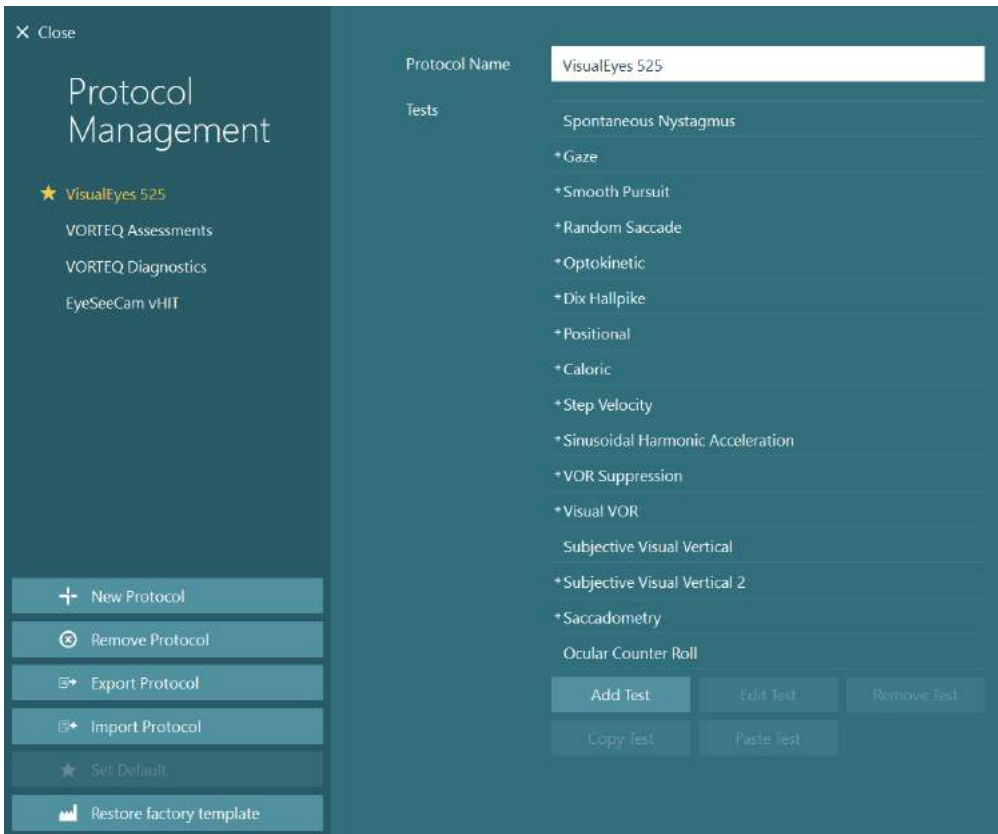 Close
Protocol
Management
VisualEyes 525
VORTEQ Assessments
VORTEQ Diagnostics
EyeSeeCam vHIT
New Protocol
Remove Protocol
Export Protocol
Import Protocol
Set Default
Restore factory template
Protocol Name
VisualEyes 525
Tests
Spontaneous Nystagmus
+Gaze
+Smooth Pursuit
+Random Saccade
+Optokinetic
+Dix Hallpike
+Positional
+Caloric
+Step Velocity
+Sinusoidal Harmonic Acceleration
+VOR Suppression
+Visual VOR
Subjective Visual Vertical
+Subjective Visual Vertical 2
+Saccadometry
Ocular Counter Roll
Add Test Edit Test Remove Test
Copy Test Paste Test